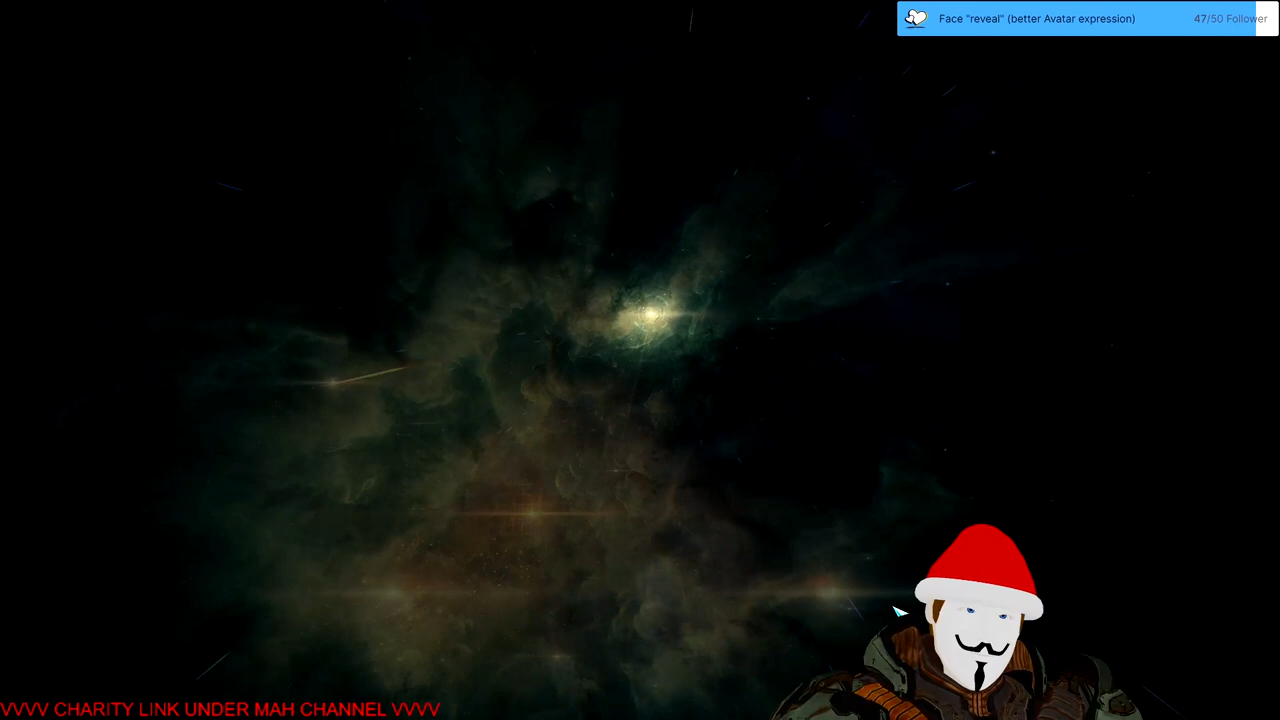 Face "reveal" (better Avatar expression) 47/50 Follower
VVVV CHARITY LINK UNDER MAH CHANNEL VVVV